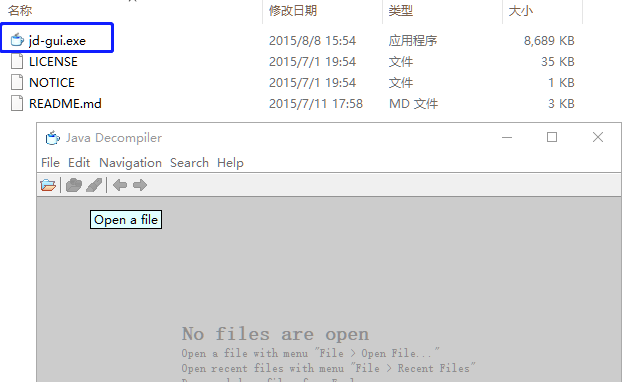 名称 修改日期 类型 大小
jd-gui.exe 2015/8/8 15:54 应用程序 8,689 KB
LICENSE 2015/7/1 19:54 文件 35 KB
NOTICE 2015/7/1 19:54 文件 1 KB
README.md 2015/7/11 17:58 MD 文件 3 KB
Java Decompiler
File Edit Navigation Search Help
Open a file
No files are open
Open a file with menu "File > Open File..."
Open recent files with menu "File > Recent Files"